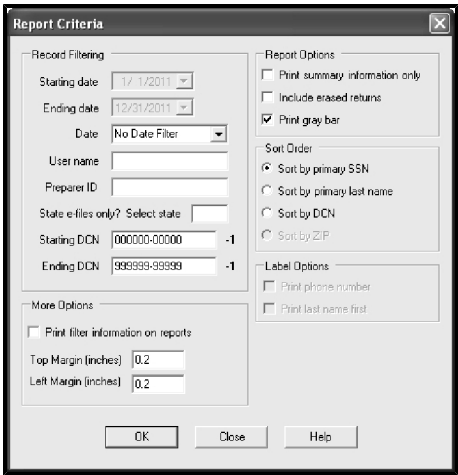 Report Criteria
Record Filtering
Starting date 1/ 1/2011
Ending date 12/31/2011
Date No Date Filter
User name
Preparer ID
State e-files only? Select state
Starting DCN 000000-00000 -1
Ending DCN 999999-99999 -1
More Options
Print filter information on reports
Top Margin (inches) 0.2
Left Margin (inches) 0.2
Report Options
Print summary information only
Include erased returns
Print gray bar
Sort Order
Sort by primary SSN
Sort by primary last name
Sort by DCN
Sort by ZIP
Label Options
Print phone number
Print last name first
OK Close Help